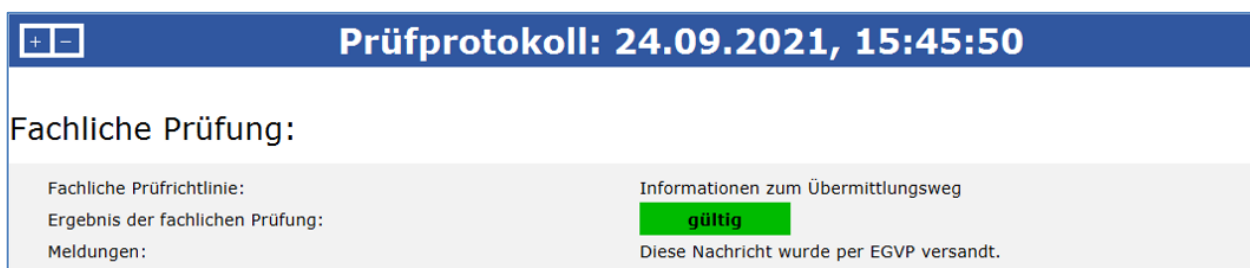 + - Prüfprotokoll: 24.09.2021, 15:45:50
Fachliche Prüfung:
Fachliche Prüfrichtlinie: Informationen zum Übermittlungsweg
Ergebnis der fachlichen Prüfung: gültig
Meldungen: Diese Nachricht wurde per EGVP versandt.